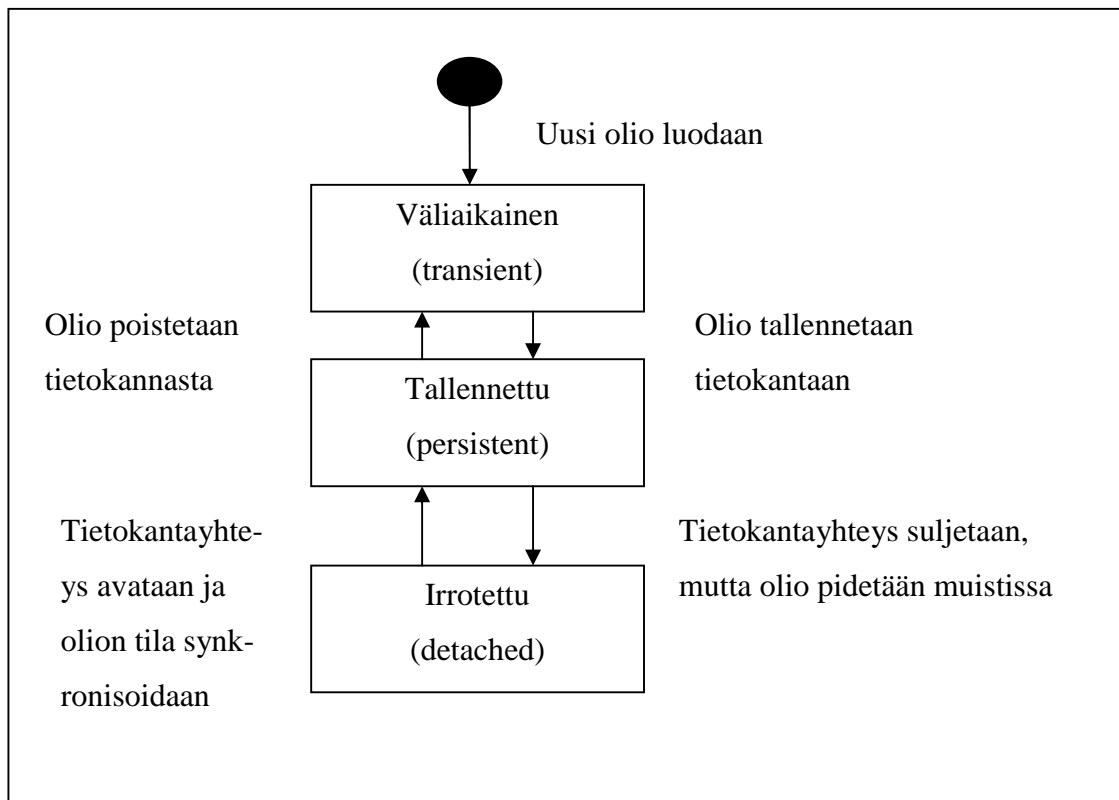 Uusi olio luodaan
Väliaikainen
(transient)
Olio poistetaan
tietokannasta
Olio tallennetaan
tietokantaan
Tallennettu
(persistent)
Tietokantayhte-
ys avataan ja
olion tila synk-
ronisoidaan
Tietokantayhteys suljetaan,
mutta olio pidetään muistissa
Irrotettu
(detached)